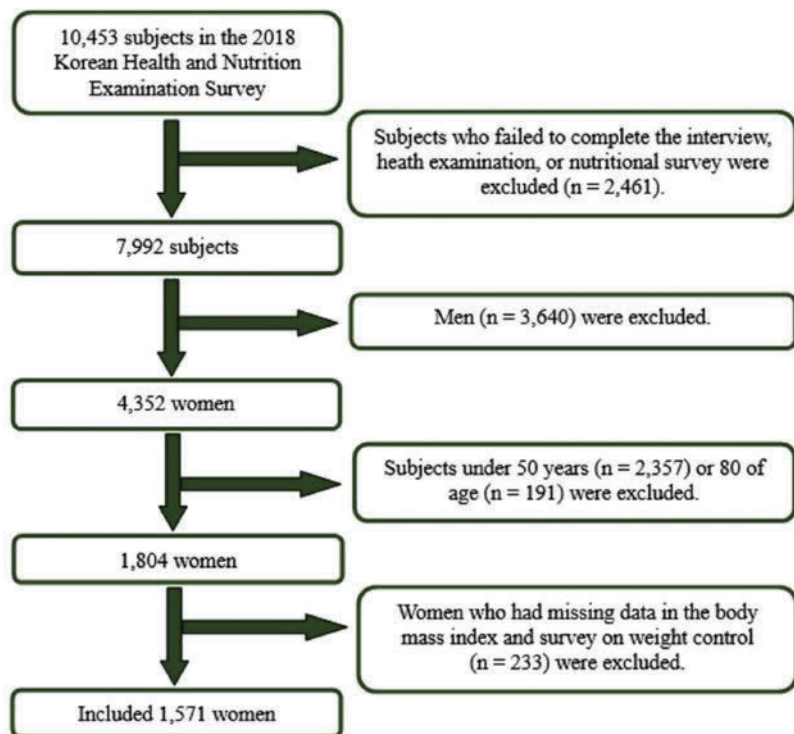 10,453 subjects in the 2018
Korean Health and Nutrition
Examination Survey
Subjects who failed to complete the interview,
heath examination, or nutritional survey were
excluded (n = 2,461).
7,992 subjects
Men (n = 3,640) were excluded.
4,352 women
Subjects under 50 years (n = 2,357) or 80 of
age (n = 191) were excluded.
1,804 women
Women who had missing data in the body
mass index and survey on weight control
(n = 233) were excluded.
Included 1,571 women